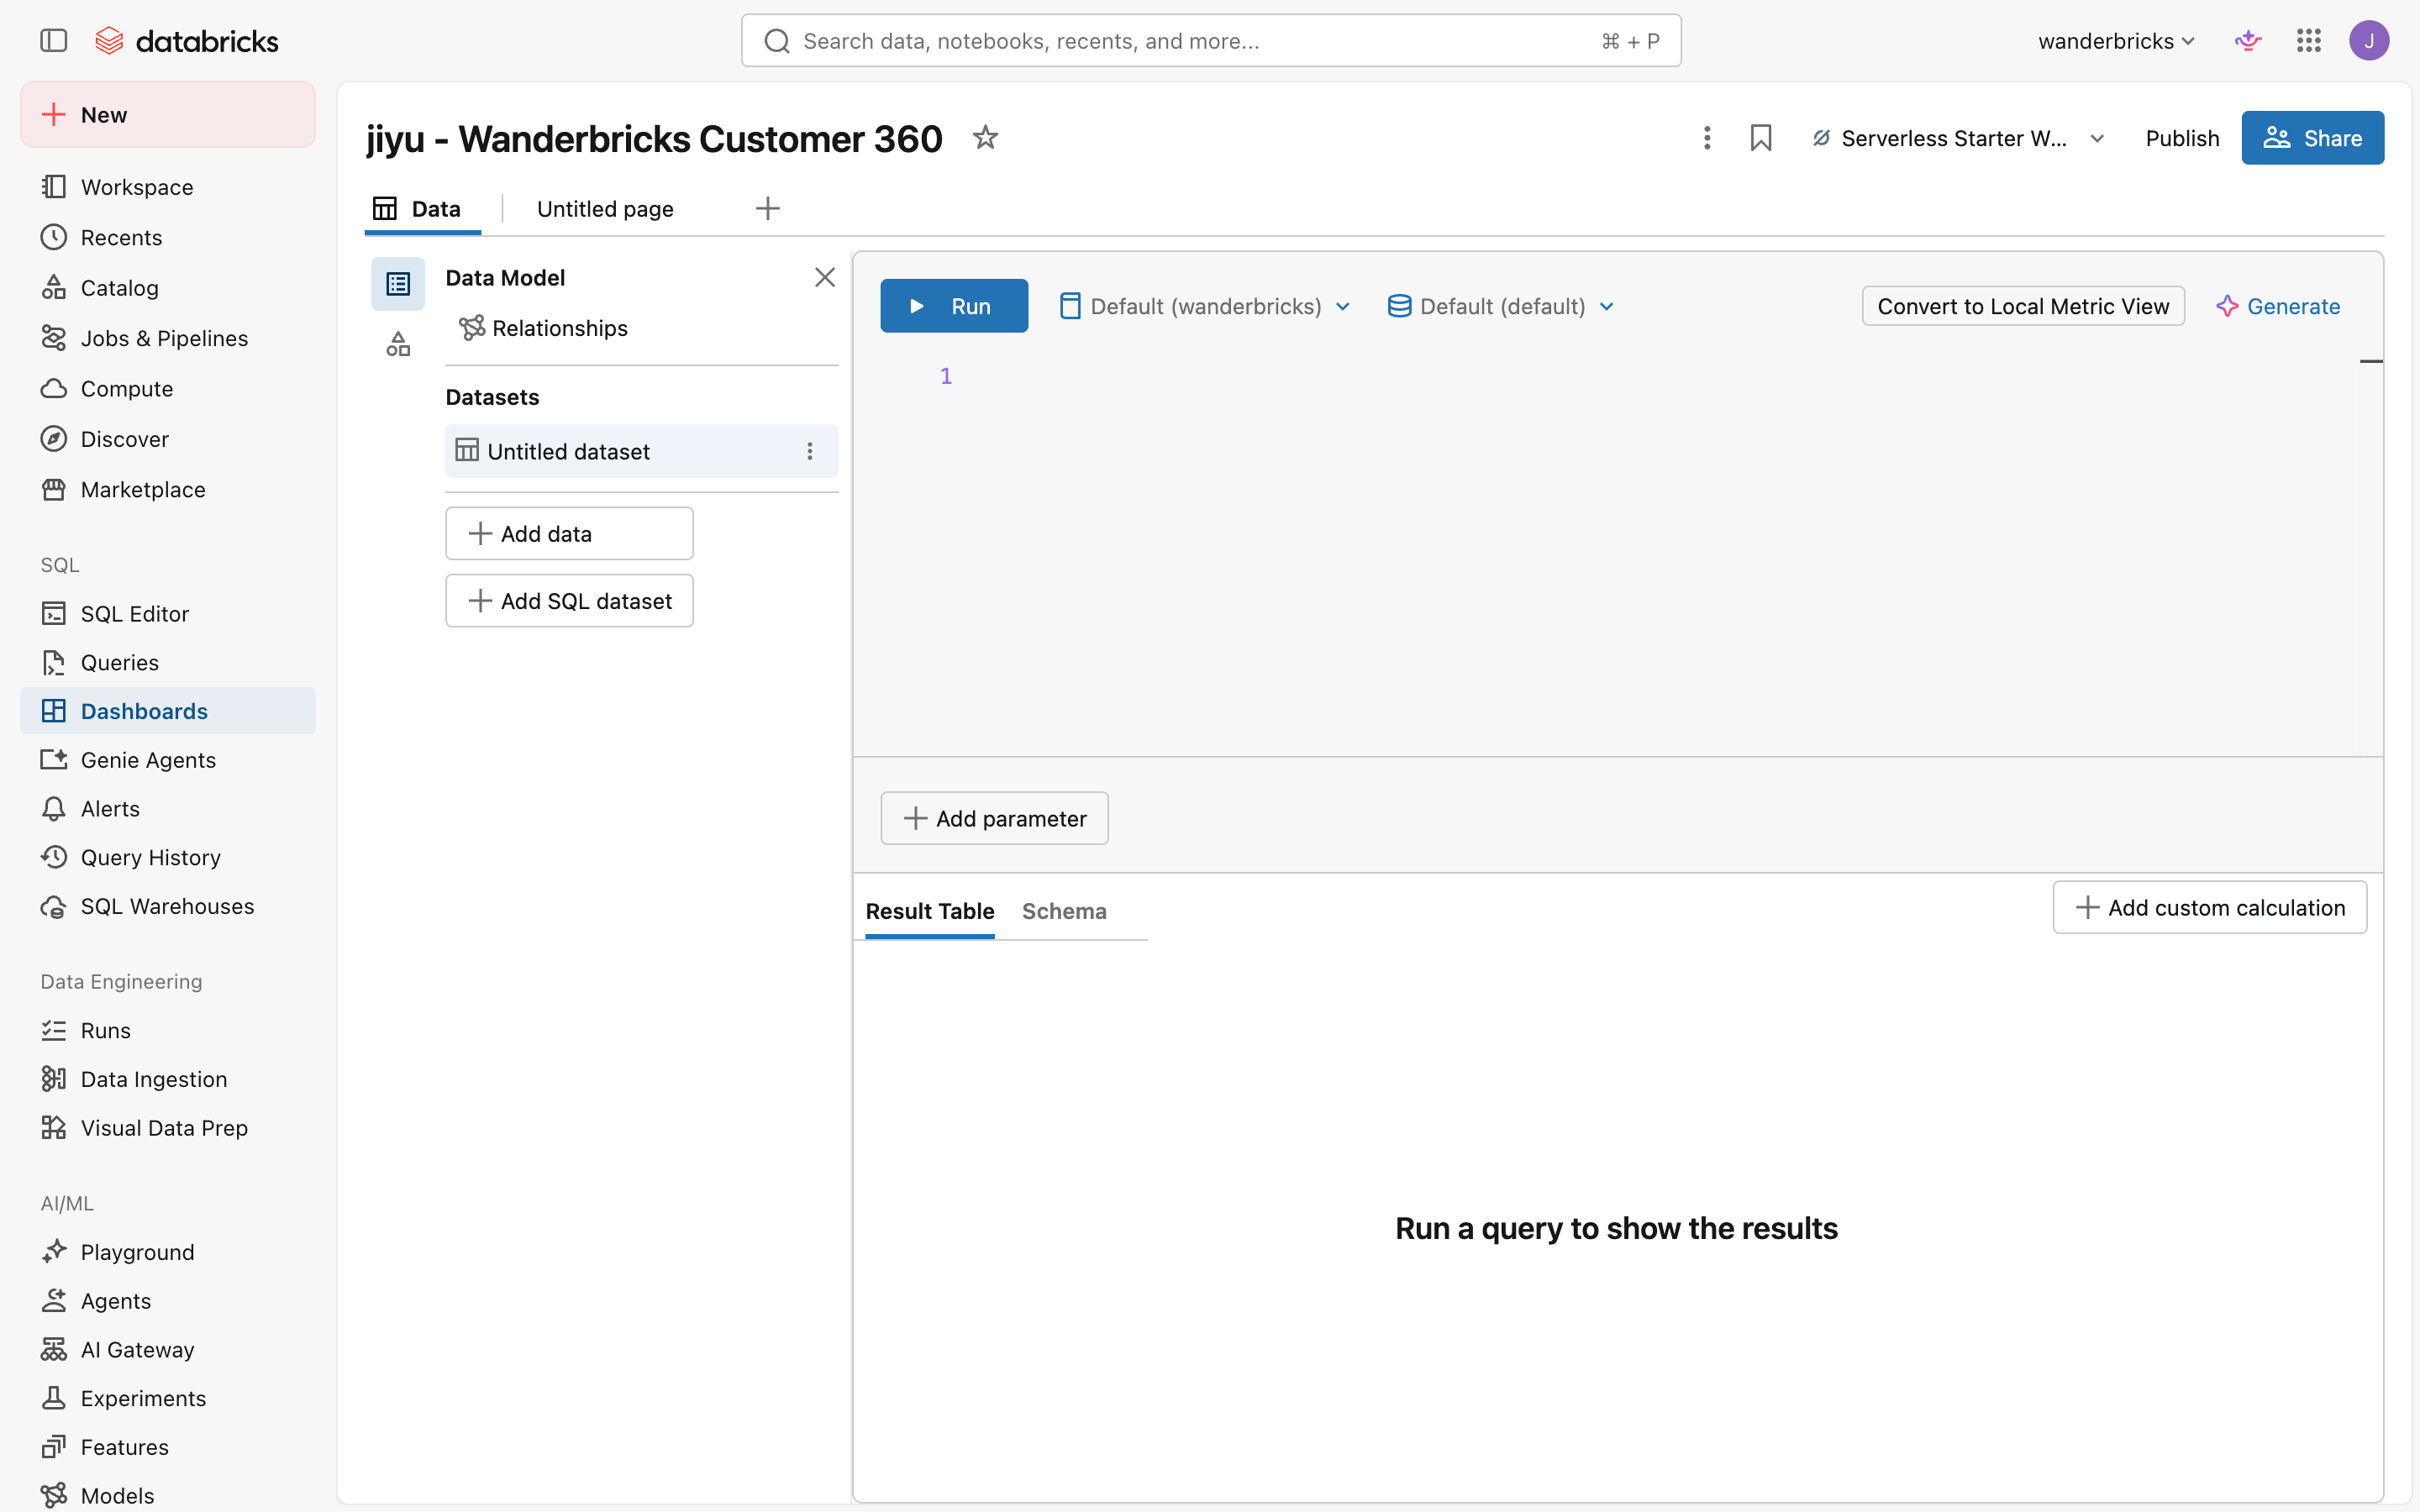 databricks
Search data, notebooks, recents, and more...
⌘ + P
wanderbricks
J
New
Workspace
Recents
Catalog
Jobs & Pipelines
Compute
Discover
Marketplace
SQL
SQL Editor
Queries
Dashboards
Genie Agents
Alerts
Query History
SQL Warehouses
Data Engineering
Runs
Data Ingestion
Visual Data Prep
AI/ML
Playground
Agents
AI Gateway
Experiments
Features
Models
jiyu - Wanderbricks Customer 360
Serverless Starter W...
Publish
Share
Data
Untitled page
Data Model
Relationships
Datasets
Untitled dataset
Add data
Add SQL dataset
Run
Default (wanderbricks)
Default (default)
Convert to Local Metric View
Generate
1
Add parameter
Result Table
Schema
Add custom calculation
Run a query to show the results